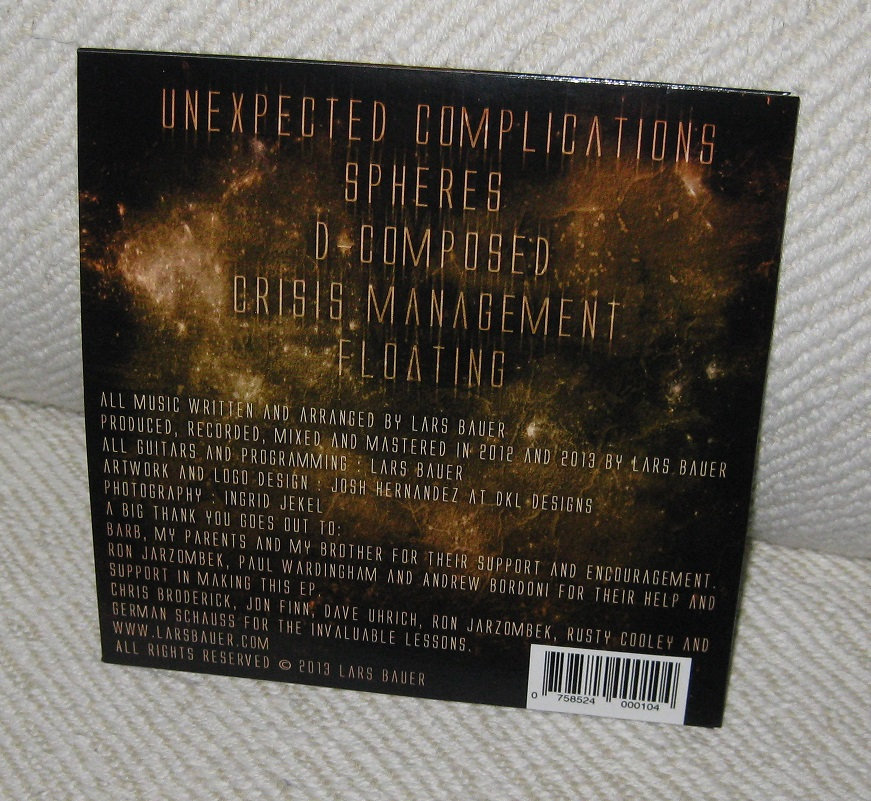 UNEXPECTED COMPLICATIONS
SPHERES
D-COMPOSED
CRISIS MANAGEMENT
FLOATING
ALL MUSIC WRITTEN AND ARRANGED BY LARS BAUER
PRODUCED, RECORDED, MIXED AND MASTERED IN 2012 AND 2013 BY LARS BAUER
ALL GUITARS AND PROGRAMMING : LARS BAUER
ARTWORK AND LOGO DESIGN : JOSH HERNANDEZ AT DKL DESIGNS
PHOTOGRAPHY : INGRID JEKEL
A BIG THANK YOU GOES OUT TO:
BARB, MY PARENTS AND MY BROTHER FOR THEIR SUPPORT AND ENCOURAGEMENT.
RON JARZOMBEK, PAUL WARDINGHAM AND ANDREW BORDONI FOR THEIR HELP AND
SUPPORT IN MAKING THIS EP.
CHRIS BRODERICK, JON FINN, DAVE UHRICH, RON JARZOMBEK, RUSTY COOLEY AND
GERMAN SCHAUSS FOR THE INVALUABLE LESSONS.
WWW.LARSBAUER.COM
ALL RIGHTS RESERVED © 2013 LARS BAUER
0 758524 000104